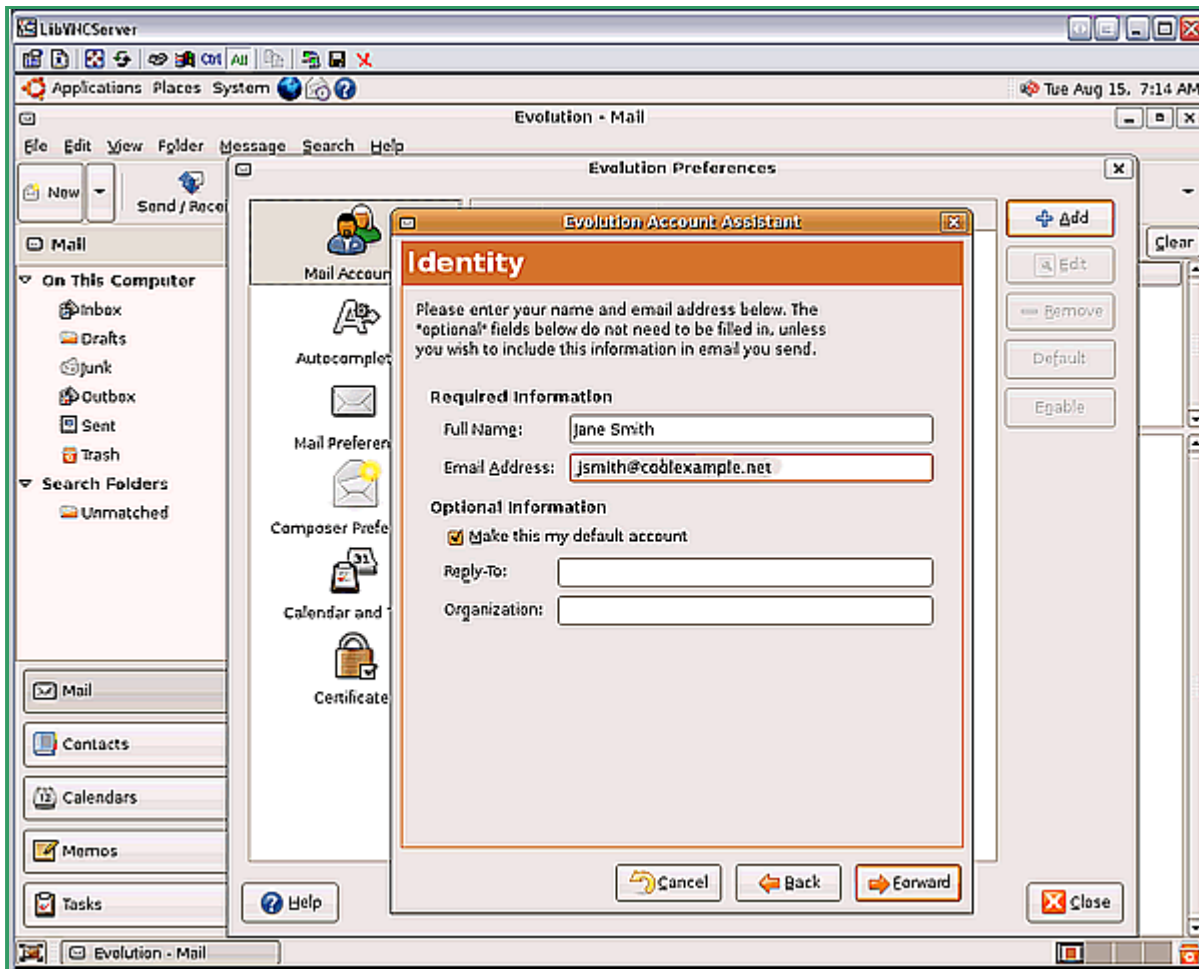 LibVNCServer
Ctrl Alt
Applications Places System
Tue Aug 15, 7:14 AM
Evolution - Mail
File Edit View Folder Message Search Help
Evolution Preferences
New
Send / Recei
Add
Evolution Account Assistant
Mail
Clear
Identity
Edit
Mail Accoun
On This Computer
Please enter your name and email address below. The
Inbox
Remove
"optional" fields below do not need to be filled in, unless
Drafts
you wish to include this information in email you send.
Autocomplet
Default
Junk
Required Information
Outbox
Enable
Full Name: Jane Smith
Sent
Mail Preferen
Trash
Email Address: jsmith@coolexample.net
Search Folders
Optional Information
Unmatched
Composer Prefe
Make this my default account
31
Reply-To:
Calendar and T
Organization:
Mail
Certificate
Contacts
12 Calendars
Memos
Cancel Back Forward
Tasks
Help
Close
Evolution - Mail